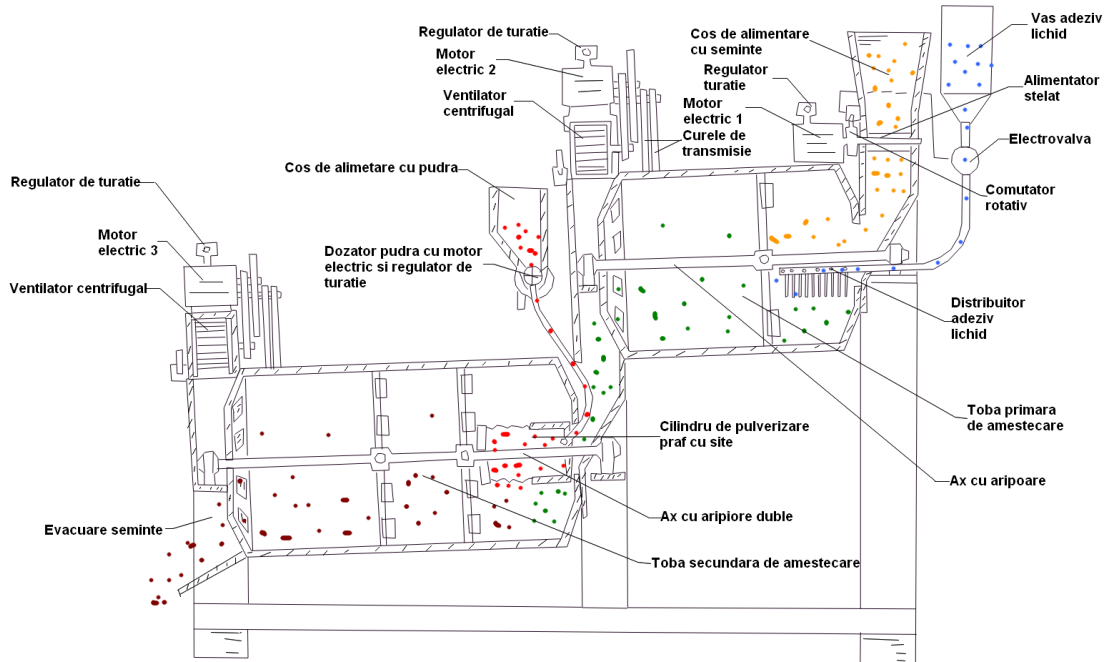 Vas adeziv
lichid
Regulator de turatie
Cos de alimentare
cu seminte
Motor
electric 2
Regulator
turatie
Alimentator
stelat
Ventilator
centrifugal
Motor
electric 1
Curele de
transmisie
Electrovalva
Cos de alimetare cu pudra
Regulator de turatie
Comutator
rotativ
Motor
electric 3
Dozator pudra cu motor
electric si regulator de
turatie
Ventilator centrifugal
Distribuitor
adeziv
lichid
Toba primara
de amestecare
Cilindru de pulverizare
praf cu site
Ax cu aripoare
Evacuare seminte
Ax cu aripiore duble
Toba secundara de amestecare